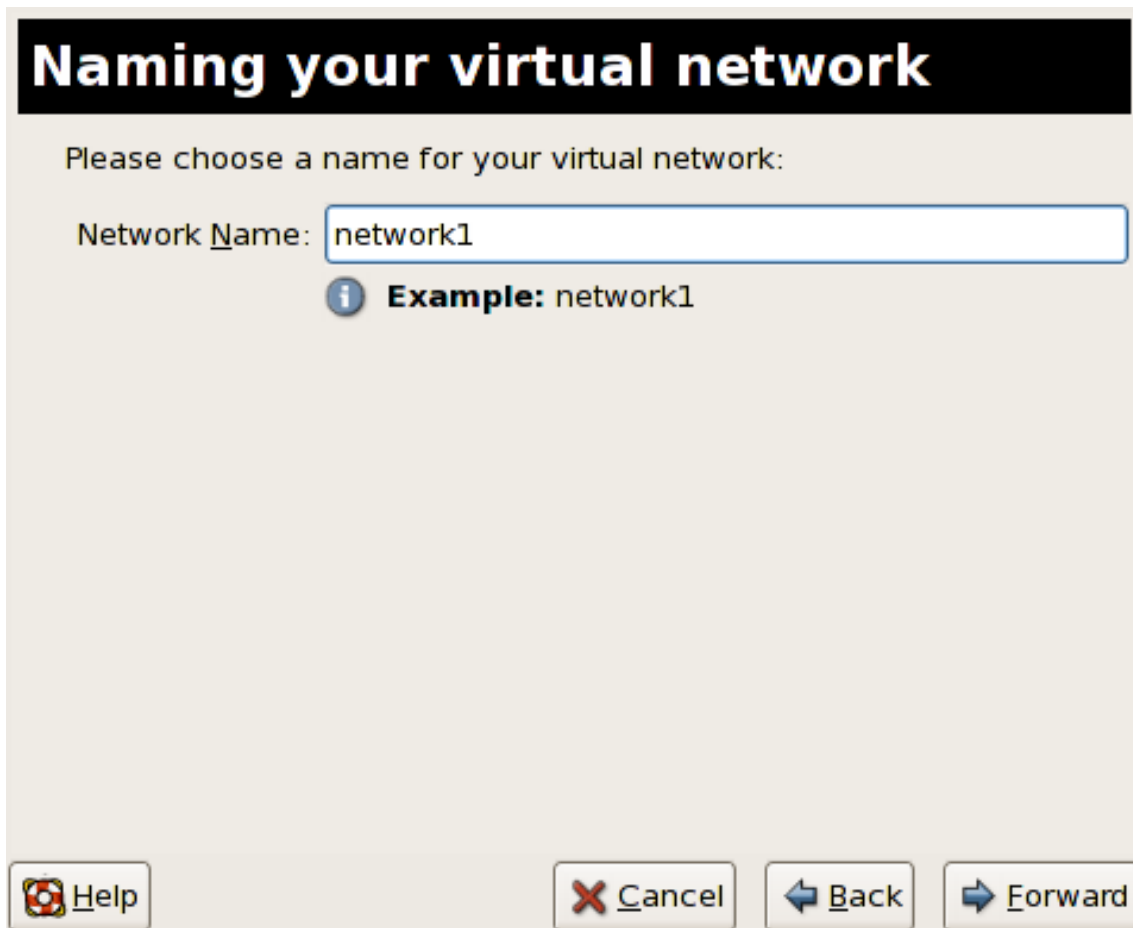 Naming your virtual network
Please choose a name for your virtual network:
Network Name: network1
Example: network1
Help Cancel Back Forward